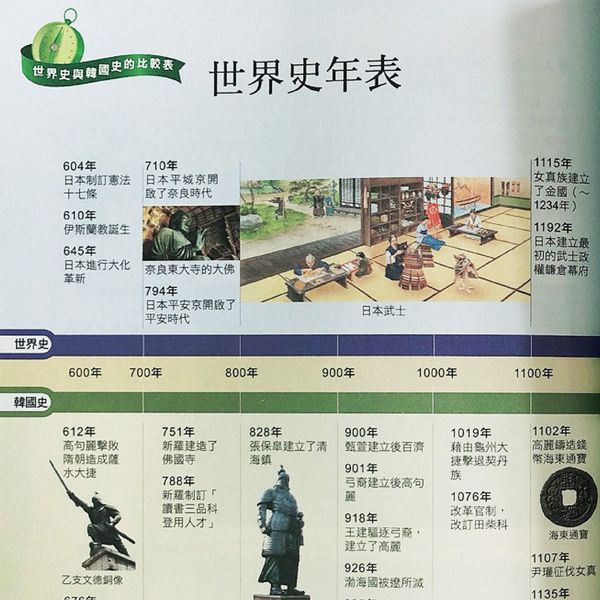 世界史與韓國史的比較表
世界史年表
604年
日本制訂憲法
十七條
610年
伊斯蘭教誕生
645年
日本進行大化
革新
710年
日本平城京開
啟了奈良時代
奈良東大寺的大佛
794年
日本平安京開啟了
平安時代
日本武士
1115年
女真族建立
了金國（～
1234年）
1192年
日本建立最
初的武士政
權鐮倉幕府
世界史
600年 700年 800年 900年 1000年 1100年
韓國史
612年
高句麗擊敗
隋朝造成薩
水大捷
乙支文德銅像
751年
新羅建造了
佛國寺
788年
新羅制訂「
讀書三品科
登用人才」
828年
張保皐建立了清
海鎮
900年
甄萱建立後百濟
901年
弓裔建立後高句
麗
918年
王建驅逐弓裔，
建立了高麗
926年
渤海國被遼所滅
1019年
藉由龜州大
捷擊退契丹
族
1076年
改革官制，
改訂田柴科
1102年
高麗鑄造錢
幣海東通寶
海東通寶
1107年
尹瓘征伐女真
1135年